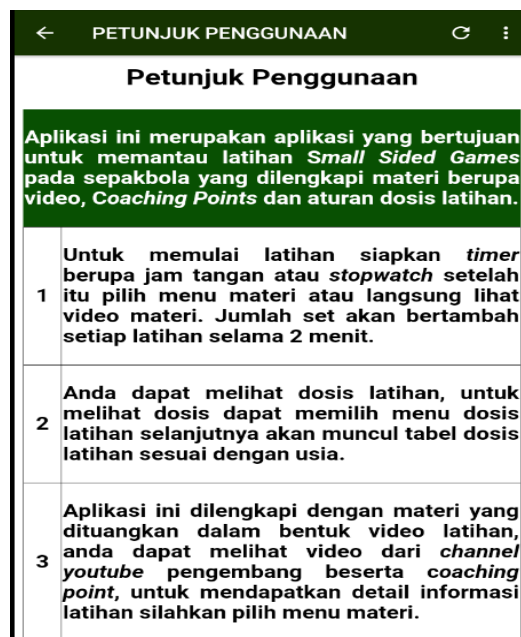 PETUNJUK PENGGUNAAN
Petunjuk Penggunaan
Aplikasi ini merupakan aplikasi yang bertujuan
untuk memantau latihan Small Sided Games
pada sepakbola yang dilengkapi materi berupa
video, Coaching Points dan aturan dosis latihan.
Untuk memulai latihan siapkan timer
berupa jam tangan atau stopwatch setelah
1 itu pilih menu materi atau langsung lihat
video materi. Jumlah set akan bertambah
setiap latihan selama 2 menit.
Anda dapat melihat dosis latihan, untuk
melihat dosis dapat memilih menu dosis
2 latihan selanjutnya akan muncul tabel dosis
latihan sesuai dengan usia.
Aplikasi ini dilengkapi dengan materi yang
dituangkan dalam bentuk video latihan,
3 anda dapat melihat video dari channel
youtube pengembang beserta coaching
point, untuk mendapatkan detail informasi
latihan silahkan pilih menu materi.